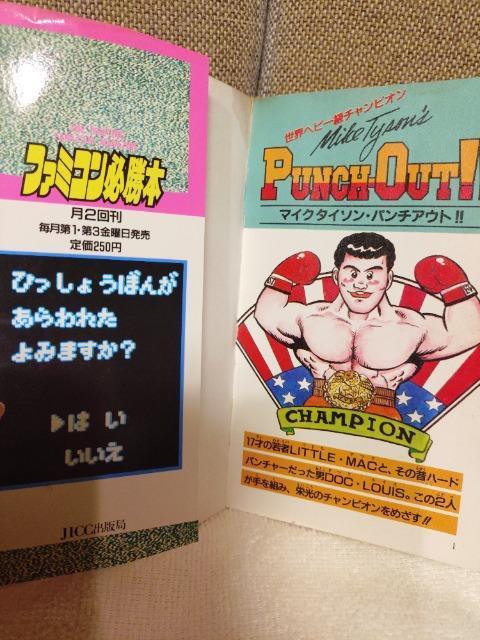 ファミコン必勝本
月2回刊
毎月第1・第3金曜日発売
定価250円
ひっしょうぼんが
あらわれた
よみますか?
▶はい
いいえ
JICC出版局
世界ヘビー級チャンピオン
Mike Tyson's
PUNCH-OUT!!
マイクタイソン・パンチアウト!!
CHAMPION
17才の若者LITTLE・MACと、その昔ハード
パンチャーだった男DOC・LOUIS。この2人
が手を組み、栄光のチャンピオンをめざす!!
1